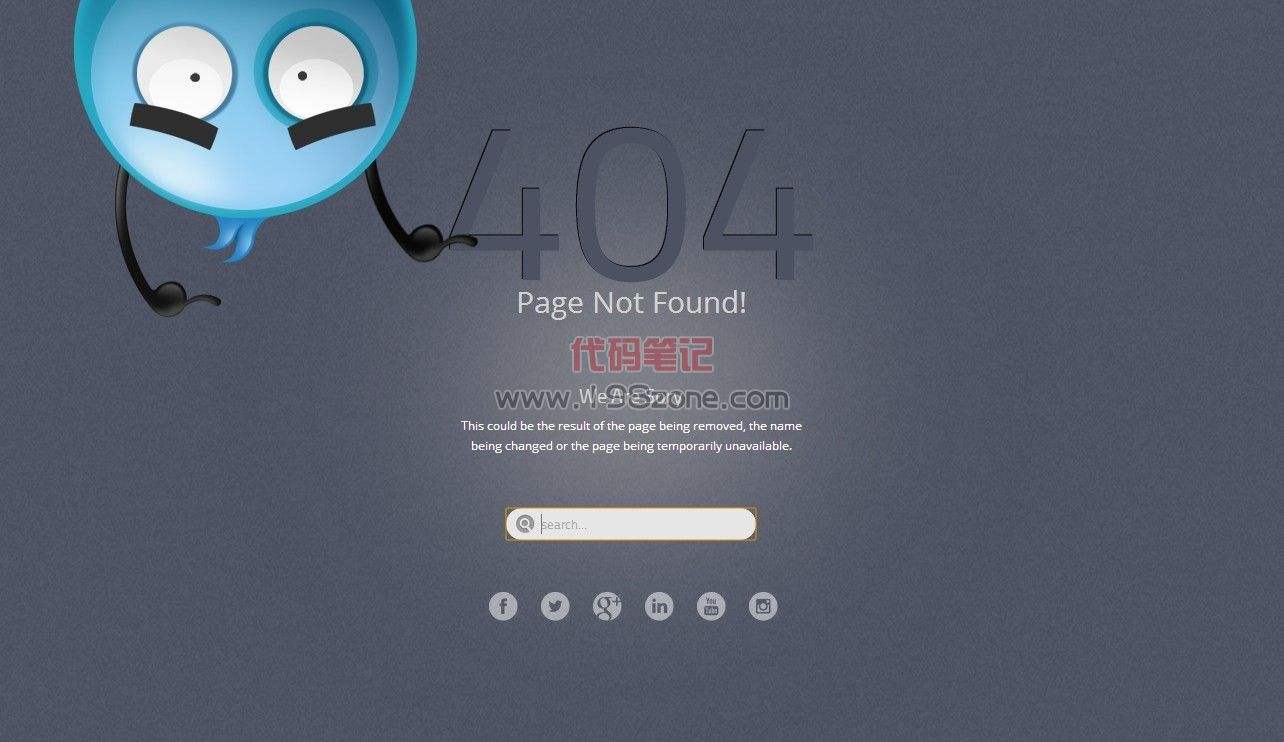 404
Page Not Found!
代码笔记
www.198zone.com
We Are Sory,
This could be the result of the page being removed, the name
being changed or the page being temporarily unavailable.
search...
f
g+
in
You
Tube